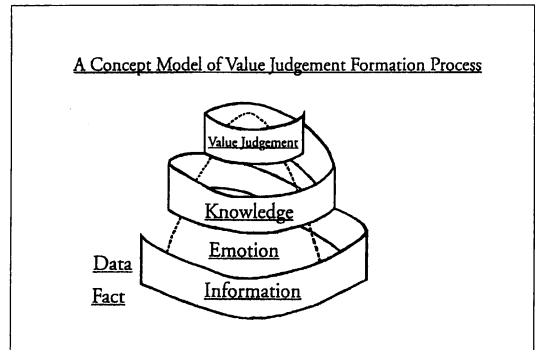 A Concept Model of Value Judgement Formation Process
Value Judgement
Knowledge
Emotion
Data
Information
Fact